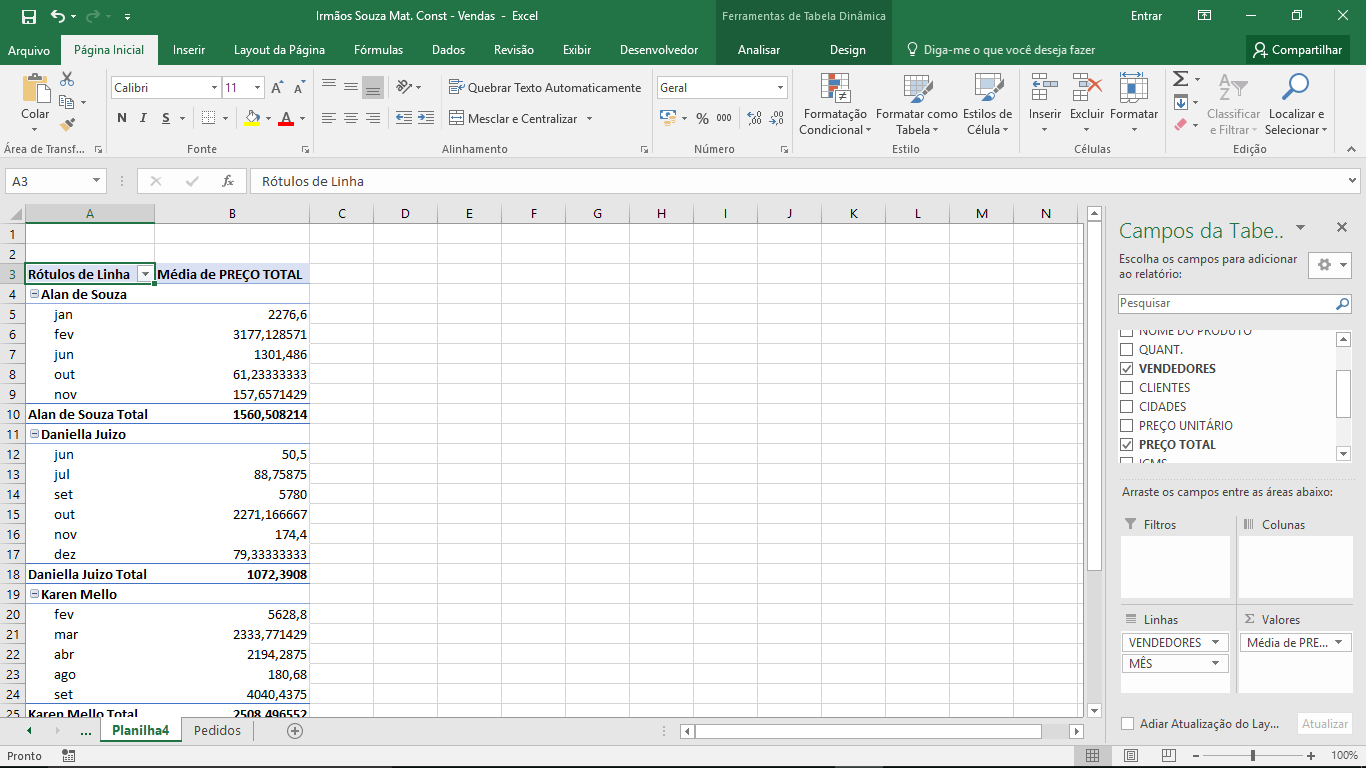 Irmãos Souza Mat. Const - Vendas - Excel
Ferramentas de Tabela Dinâmica
Entrar
Arquivo Página Inicial Inserir Layout da Página Fórmulas Dados Revisão Exibir Desenvolvedor Analisar Design Diga-me o que você deseja fazer Compartilhar
Colar
Área de Transf...
Calibri 11
N I S A A A
Fonte
Quebrar Texto Automaticamente
Mesclar e Centralizar
Alinhamento
Geral
% 000
Número
Formatação Condicional
Formatar como Tabela
Estilos de Célula
Estilo
Inserir Excluir Formatar
Células
Classificar e Filtrar
Localizar e Selecionar
Edição
A3 fx Rótulos de Linha
A B C D E F G H I J K L M N
1
2
3 Rótulos de Linha Média de PREÇO TOTAL
4 Alan de Souza
5 jan 2276,6
6 fev 3177,128571
7 jun 1301,486
8 out 61,23333333
9 nov 157,6571429
10 Alan de Souza Total 1560,508214
11 Daniella Juizo
12 jun 50,5
13 jul 88,75875
14 set 5780
15 out 2271,166667
16 nov 174,4
17 dez 79,33333333
18 Daniella Juizo Total 1072,3908
19 Karen Mello
20 fev 5628,8
21 mar 2333,771429
22 abr 2194,2875
23 ago 180,68
24 set 4040,4375
25 Karen Mello Total 2508,496552
Campos da Tabe..
Escolha os campos para adicionar
ao relatório:
Pesquisar
NOME DO PRODUTO
QUANT.
VENDEDORES
CLIENTES
CIDADES
PREÇO UNITÁRIO
PREÇO TOTAL
ICMS
Arraste os campos entre as áreas abaixo:
Filtros Colunas
Linhas Σ Valores
VENDEDORES Média de PRE...
MÊS
Adiar Atualização do Lay... Atualizar
... Planilha4 Pedidos
Pronto 100%